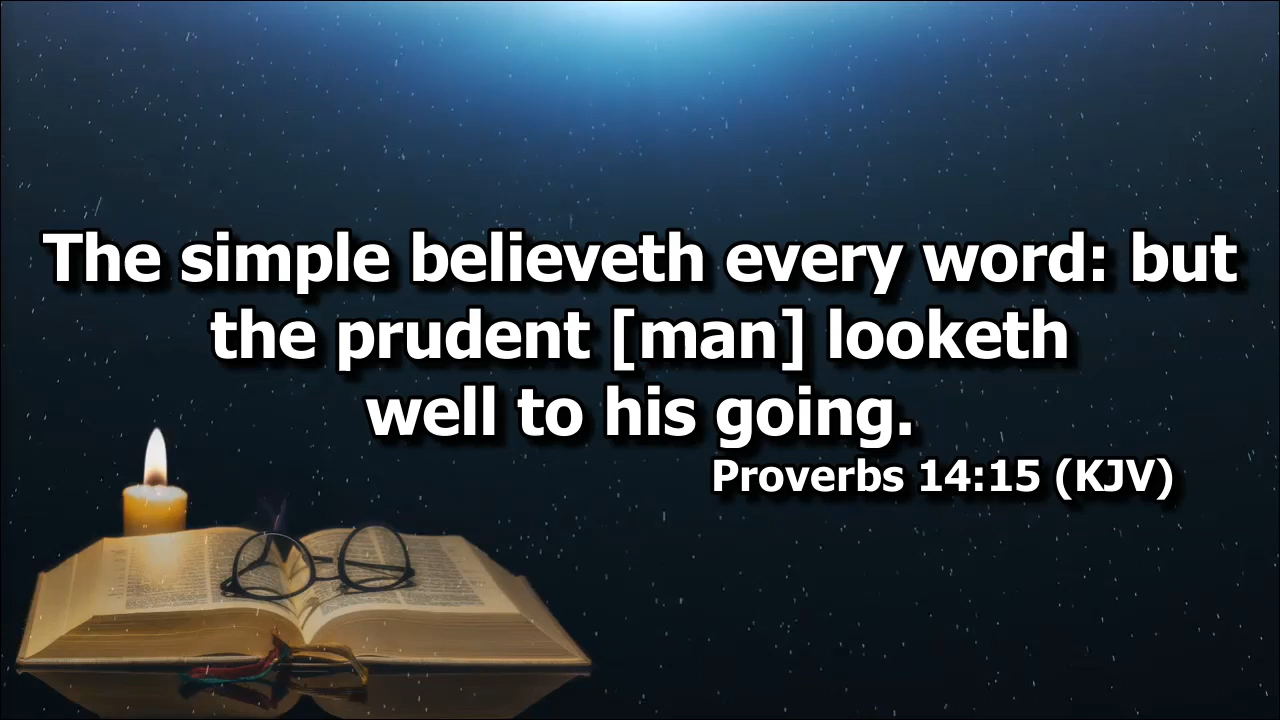 The simple believeth every word: but
the prudent [man] looketh
well to his going.
Proverbs 14:15 (KJV)